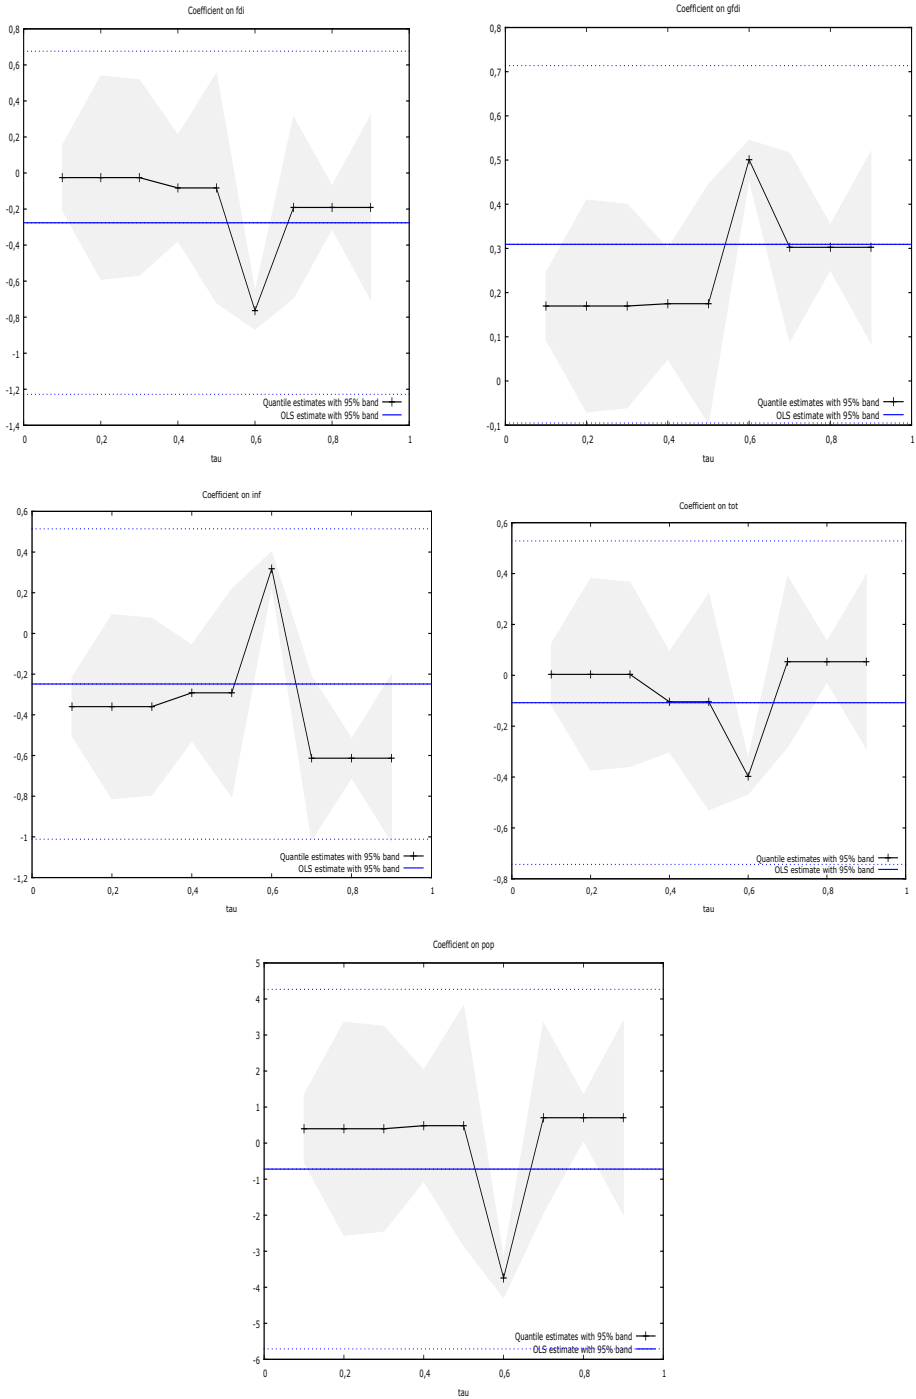 Coefficient on fdi
0,8
0,6
0,4
0,2
0
-0,2
-0,4
-0,6
-0,8
-1
-1,2
-1,4
Quantile estimates with 95% band
OLS estimate with 95% band
0 0,2 0,4 0,6 0,8 1
tau
Coefficient on gfdi
0,8
0,7
0,6
0,5
0,4
0,3
0,2
0,1
0
-0,1
Quantile estimates with 95% band
OLS estimate with 95% band
0 0,2 0,4 0,6 0,8 1
tau
Coefficient on inf
0,6
0,4
0,2
0
-0,2
-0,4
-0,6
-0,8
-1
-1,2
Quantile estimates with 95% band
OLS estimate with 95% band
0 0,2 0,4 0,6 0,8 1
tau
Coefficient on tot
0,6
0,4
0,2
0
-0,2
-0,4
-0,6
-0,8
Quantile estimates with 95% band
OLS estimate with 95% band
0 0,2 0,4 0,6 0,8 1
tau
Coefficient on pop
5
4
3
2
1
0
-1
-2
-3
-4
-5
-6
Quantile estimates with 95% band
OLS estimate with 95% band
0 0,2 0,4 0,6 0,8 1
tau